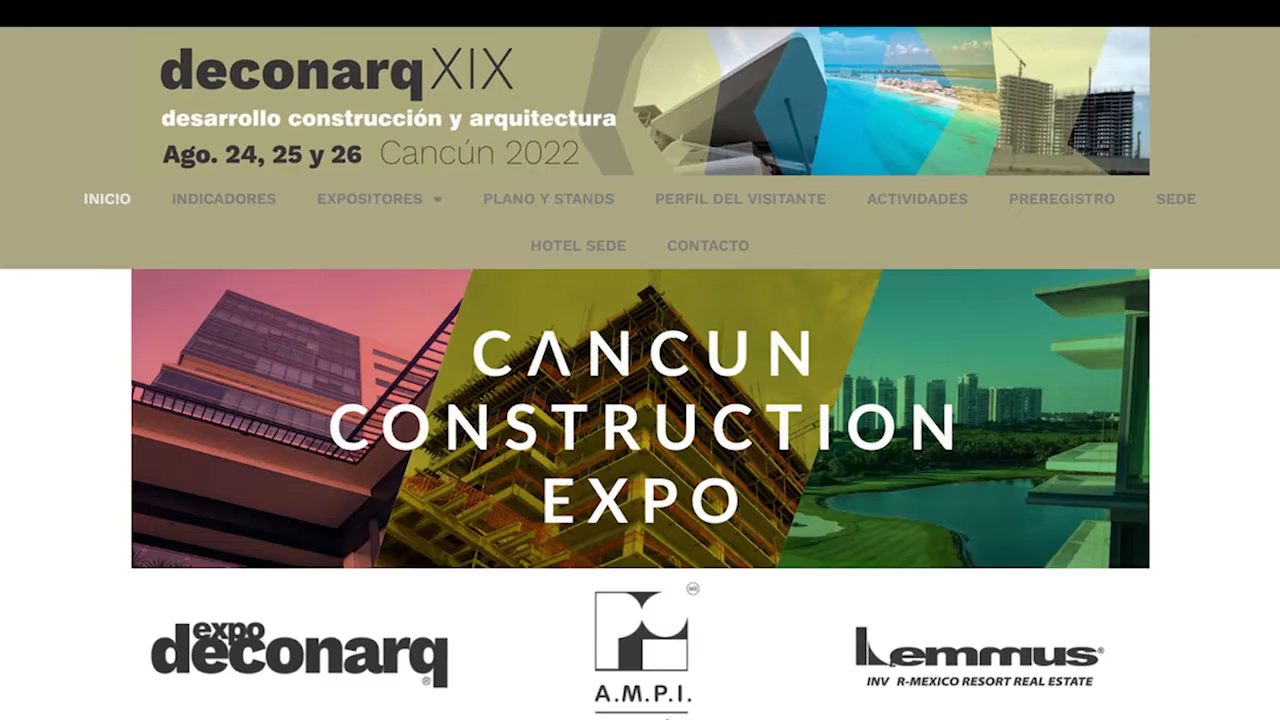 deconarq XIX
desarrollo construcción y arquitectura
Ago. 24, 25 y 26 Cancún 2022
INICIO INDICADORES EXPOSITORES PLANO Y STANDS PERFIL DEL VISITANTE ACTIVIDADES PREREGISTRO SEDE
HOTEL SEDE CONTACTO
CANCUN
CONSTRUCTION
EXPO
expo
deconarq®
MR
A.M.P.I.
Lemmus®
INV R-MEXICO RESORT REAL ESTATE